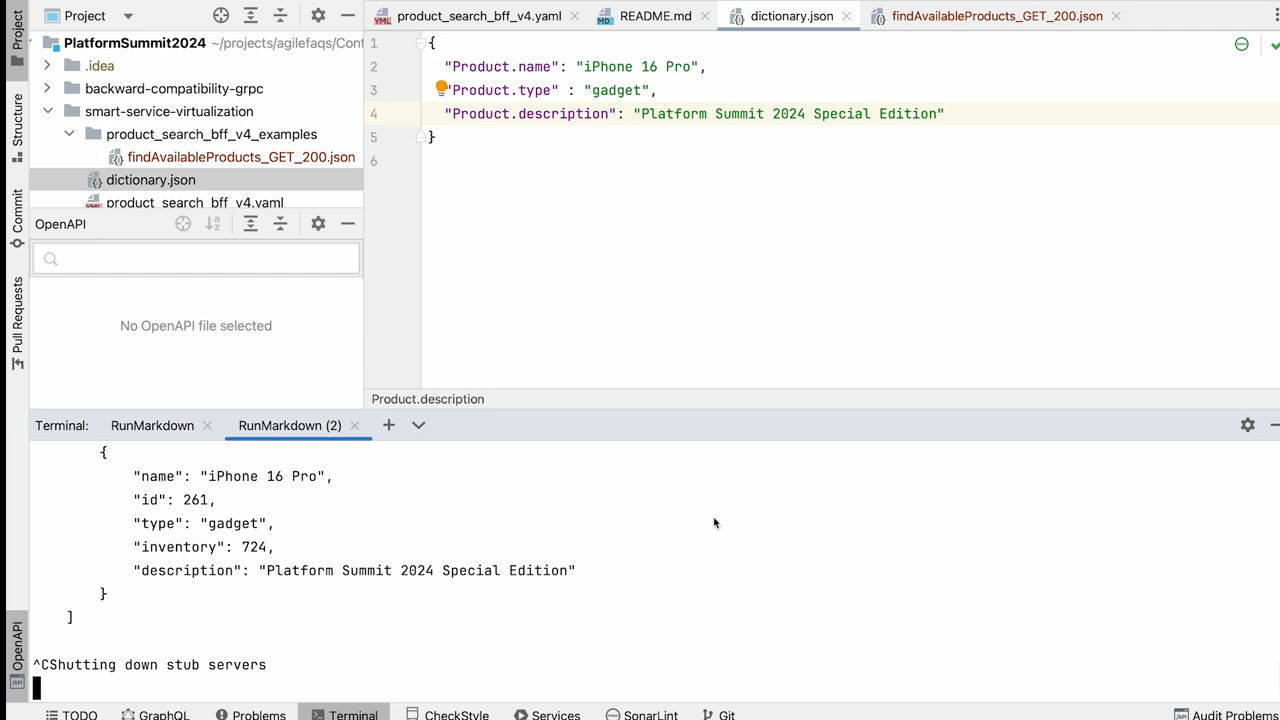 Project
product_search_bff_v4.yaml
README.md
dictionary.json
findAvailableProducts_GET_200.json
Project
Structure
Commit
Pull Requests
OpenAPI
PlatformSummit2024 ~/projects/agilefaqs/Cont
.idea
backward-compatibility-grpc
smart-service-virtualization
product_search_bff_v4_examples
findAvailableProducts_GET_200.json
dictionary.json
product_search_bff_v4.yaml
OpenAPI
No OpenAPI file selected
1 {
2 "Product.name": "iPhone 16 Pro",
3 "Product.type" : "gadget",
4 "Product.description": "Platform Summit 2024 Special Edition"
5 }
6
Product.description
Terminal: RunMarkdown RunMarkdown (2)
{
"name": "iPhone 16 Pro",
"id": 261,
"type": "gadget",
"inventory": 724,
"description": "Platform Summit 2024 Special Edition"
}
]
^CShutting down stub servers
TODO GraphQL Problems Terminal CheckStyle Services SonarLint Git Audit Problems